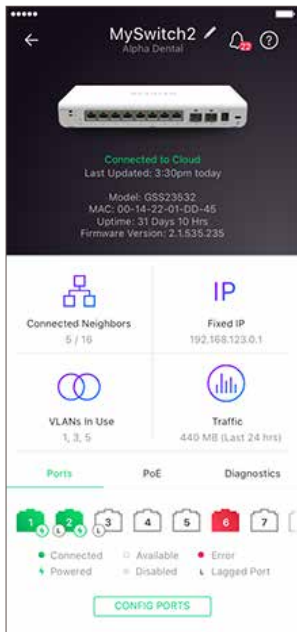 MySwitch2
Alpha Dental
22
?
Connected to Cloud
Last Updated: 3:30pm today
Model: GSS23532
MAC: 00-14-22-01-DD-45
Uptime: 31 Days 10 Hrs
Firmware Version: 2.1.535.235
IP
Connected Neighbors
5 / 16
Fixed IP
192.168.123.0.1
VLANs In Use
1, 3, 5
Traffic
440 MB (Last 24 hrs)
Ports PoE Diagnostics
1 2 3 4 5 6 7
L L
Connected Available Error
Powered Disabled L Lagged Port
CONFIG PORTS